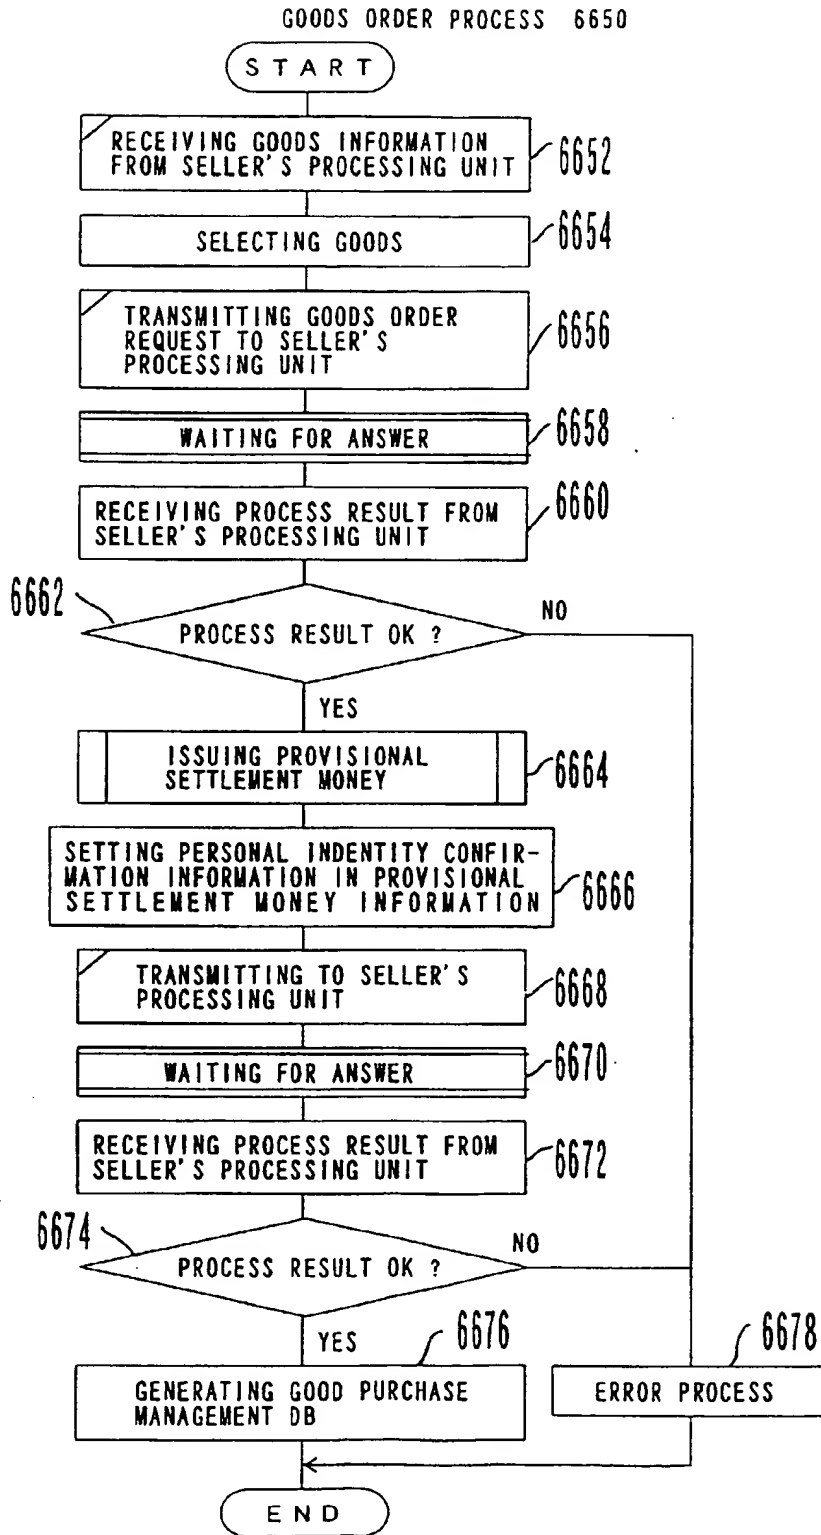 GOODS ORDER PROCESS 6650
START
RECEIVING GOODS INFORMATION
FROM SELLER'S PROCESSING UNIT
6652
SELECTING GOODS
6654
TRANSMITTING GOODS ORDER
REQUEST TO SELLER'S
PROCESSING UNIT
6656
WAITING FOR ANSWER
6658
RECEIVING PROCESS RESULT FROM
SELLER'S PROCESSING UNIT
6660
6662
PROCESS RESULT OK ?
NO
YES
ISSUING PROVISIONAL
SETTLEMENT MONEY
6664
SETTING PERSONAL INDENTITY CONFIR-
MATION INFORMATION IN PROVISIONAL
SETTLEMENT MONEY INFORMATION
6666
TRANSMITTING TO SELLER'S
PROCESSING UNIT
6668
WAITING FOR ANSWER
6670
RECEIVING PROCESS RESULT FROM
SELLER'S PROCESSING UNIT
6672
6674
PROCESS RESULT OK ?
NO
YES
6676
GENERATING GOOD PURCHASE
MANAGEMENT DB
6678
ERROR PROCESS
END